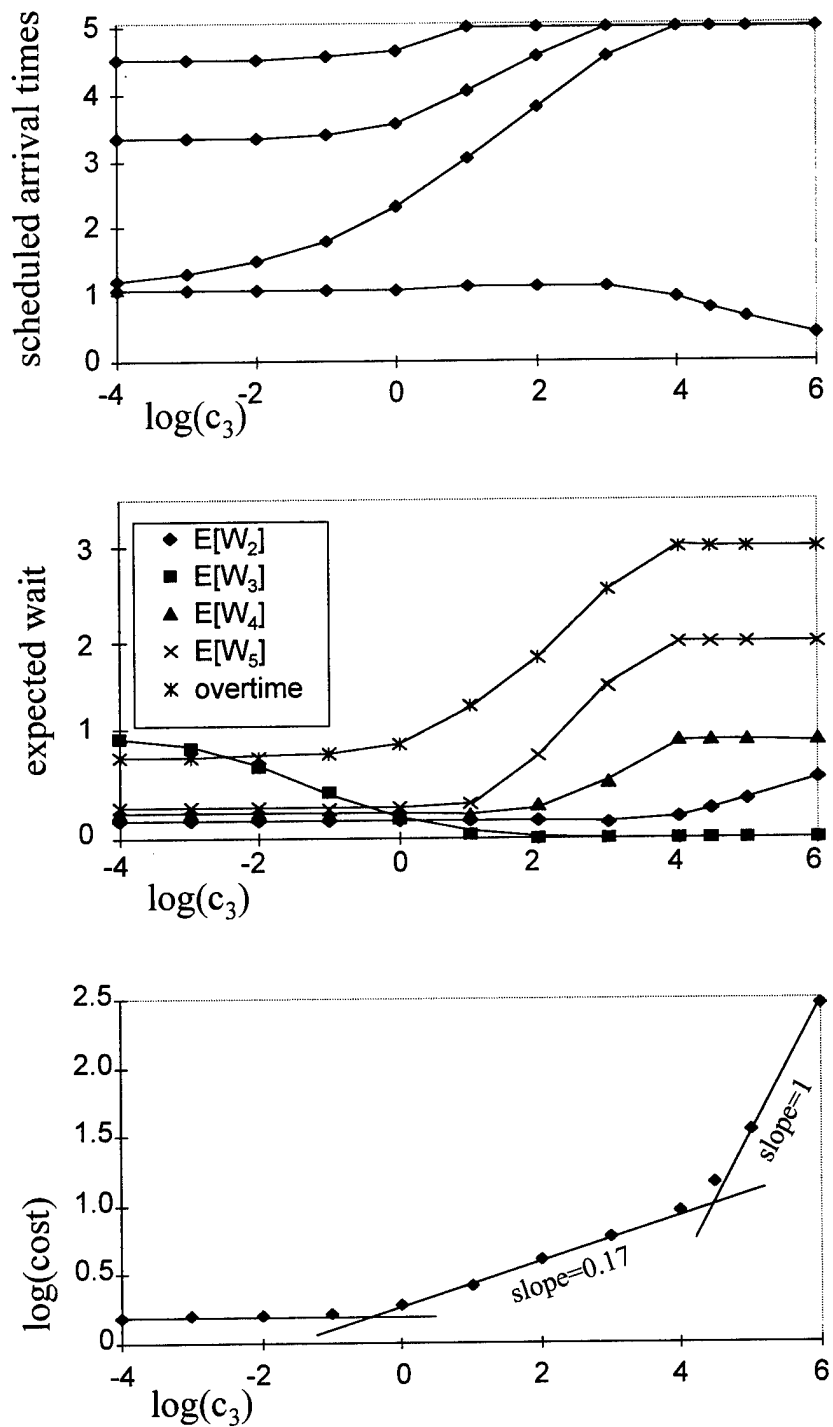 scheduled arrival times
5
4
3
2
1
0
-4
-2
0
2
4
6
log(c₃)
expected wait
3
2
1
0
E[W₂]
E[W₃]
E[W₄]
E[W₅]
overtime
-4
-2
0
2
4
6
log(c₃)
log(cost)
2.5
2.0
1.5
1.0
0.5
0
slope=0.17
slope=1
-4
-2
0
2
4
6
log(c₃)